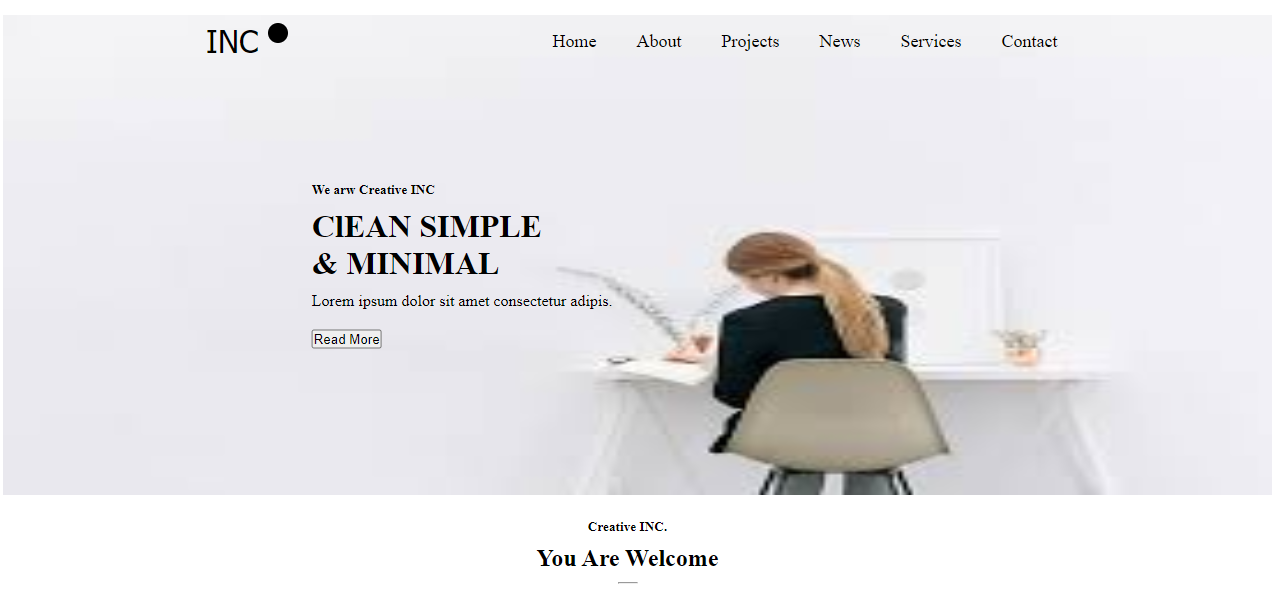 INC
Home About Projects News Services Contact
We arw Creative INC
ClEAN SIMPLE
& MINIMAL
Lorem ipsum dolor sit amet consectetur adipis.
Read More
Creative INC.
You Are Welcome